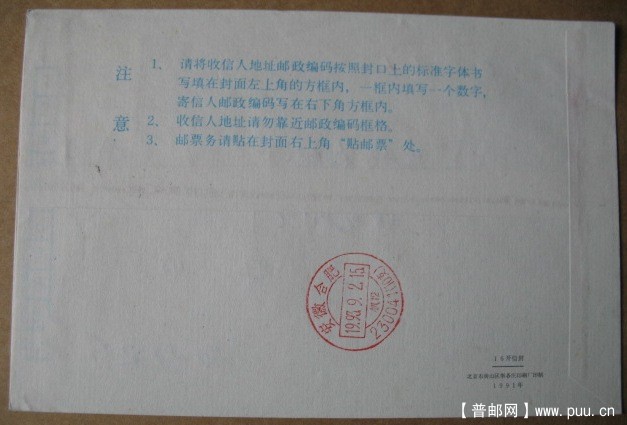 注意
1、请将收信人地址邮政编码按照封口上的标准字体书
写填在封面左上角的方框内，一框内填写一个数字，
寄信人邮政编码写在右下角方框内。
2、收信人地址请勿靠近邮政编码框格。
3、邮票务请贴在封面右上角“贴邮票”处。
安徽合肥
230041
【普邮网】www.puu.cn